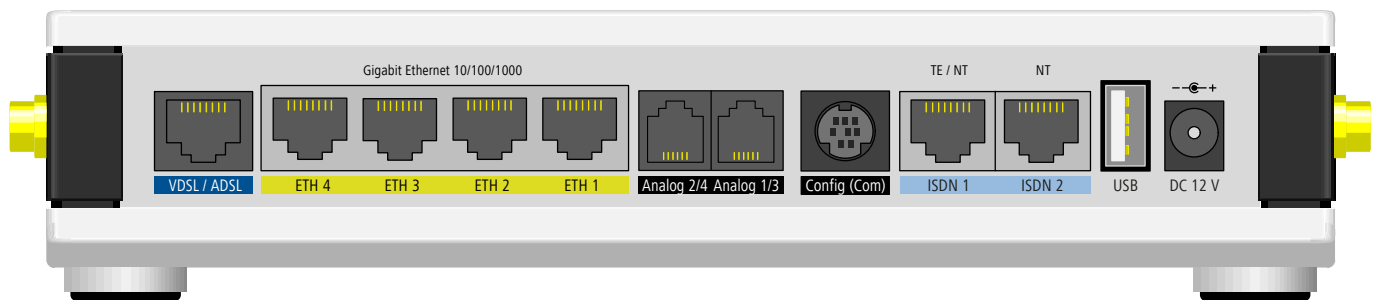 Gigabit Ethernet 10/100/1000
TE / NT
NT
VDSL / ADSL
ETH 4
ETH 3
ETH 2
ETH 1
Analog 2/4
Analog 1/3
Config (Com)
ISDN 1
ISDN 2
USB
DC 12 V